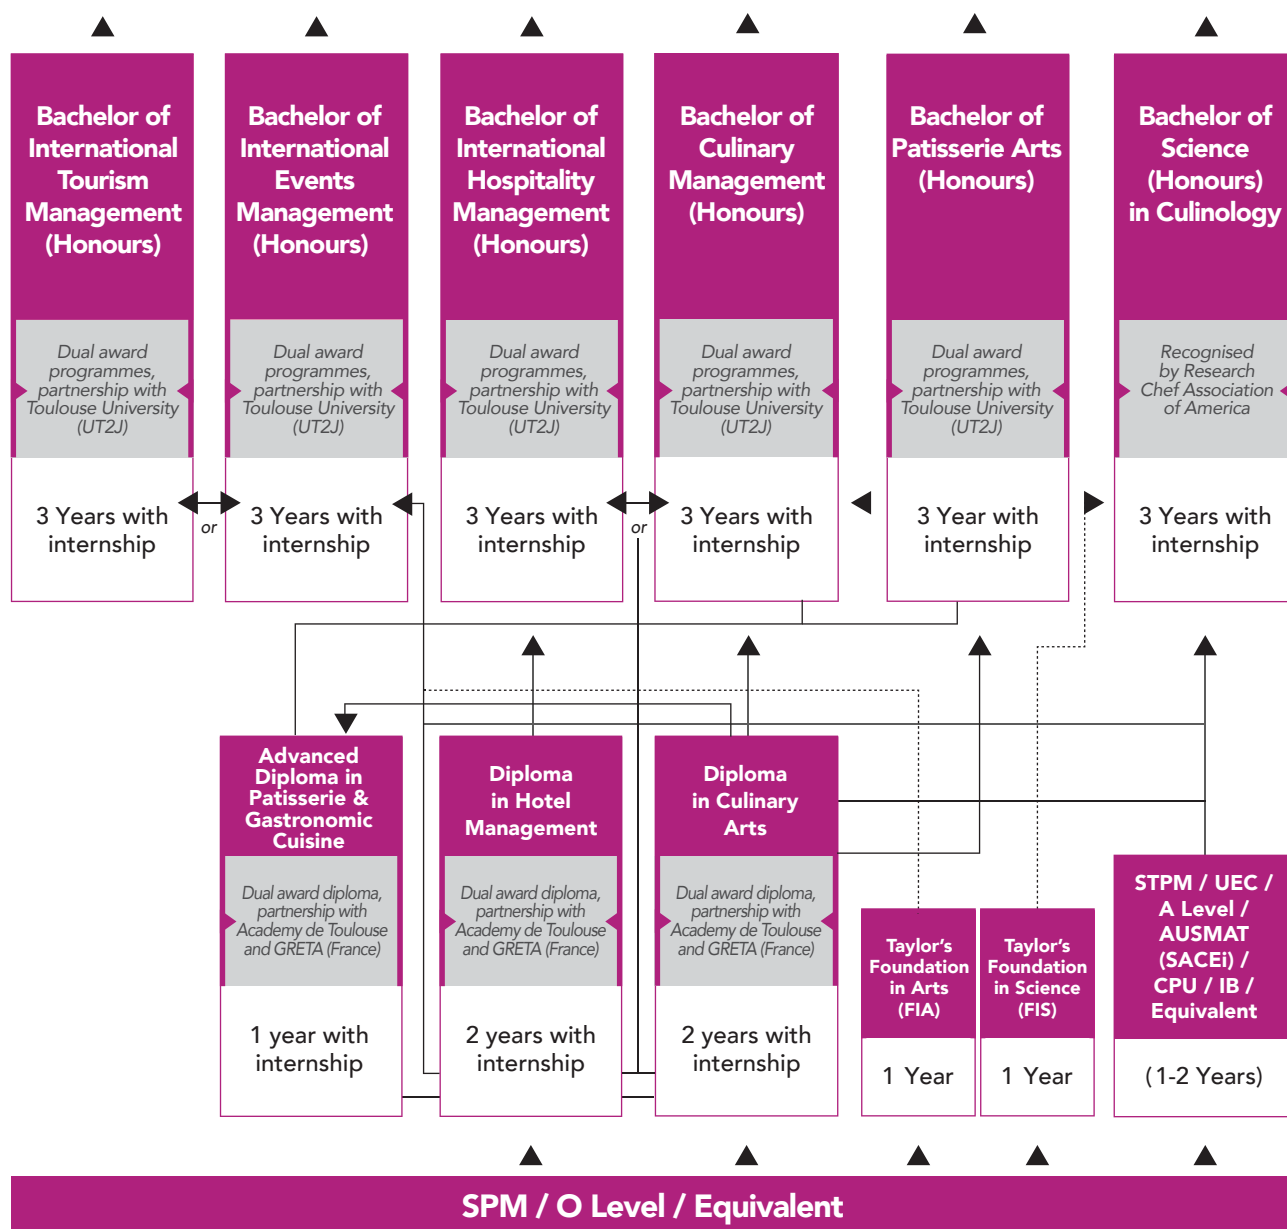 Bachelor of
International
Tourism
Management
(Honours)
Dual award
programmes,
partnership with
Toulouse University
(UT2J)
3 Years with
internship
or
Bachelor of
International
Events
Management
(Honours)
Dual award
programmes,
partnership with
Toulouse University
(UT2J)
3 Years with
internship
Bachelor of
International
Hospitality
Management
(Honours)
Dual award
programmes,
partnership with
Toulouse University
(UT2J)
3 Years with
internship
or
Bachelor of
Culinary
Management
(Honours)
Dual award
programmes,
partnership with
Toulouse University
(UT2J)
3 Years with
internship
Bachelor of
Patisserie Arts
(Honours)
Dual award
programmes,
partnership with
Toulouse University
(UT2J)
3 Year with
internship
Bachelor of
Science
(Honours)
in Culinology
Recognised
by Research
Chef Association
of America
3 Years with
internship
Advanced
Diploma in
Patisserie &
Gastronomic
Cuisine
Dual award diploma,
partnership with
Academy de Toulouse
and GRETA (France)
1 year with
internship
Diploma
in Hotel
Management
Dual award diploma,
partnership with
Academy de Toulouse
and GRETA (France)
2 years with
internship
Diploma
in Culinary
Arts
Dual award diploma,
partnership with
Academy de Toulouse
and GRETA (France)
2 years with
internship
Taylor's
Foundation
in Arts
(FIA)
1 Year
Taylor's
Foundation
in Science
(FIS)
1 Year
STPM / UEC /
A Level /
AUSMAT
(SACEi) /
CPU / IB /
Equivalent
(1-2 Years)
SPM / O Level / Equivalent